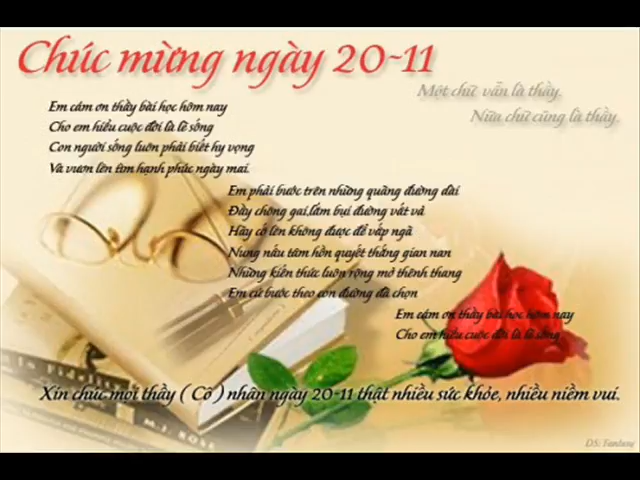 Chúc mừng ngày 20-11
Một chữ vẫn là thầy.
Nửa chữ cũng là thầy.
Em cám ơn thầy bài học hôm nay
Cho em hiểu cuộc đời là lẽ sống
Con người sống luôn phải biết hy vọng
Và vươn lên tìm hạnh phúc ngày mai.
Em phải bước trên những quãng đường dài
Đầy chông gai,lắm bụi đường vất vả
Hãy cố lên không được để vấp ngã
Nung nấu tâm hồn quyết thắng gian nan
Những kiến thức luôn rộng mở thênh thang
Em cứ bước theo con đường đã chọn
Em cám ơn thầy bài học hôm nay
Cho em hiểu cuộc đời là lẽ sống
Xin chúc mọi thầy ( Cô ) nhân ngày 20-11 thật nhiều sức khỏe, nhiều niềm vui.
M.J. ROSE
DS: Fantasy